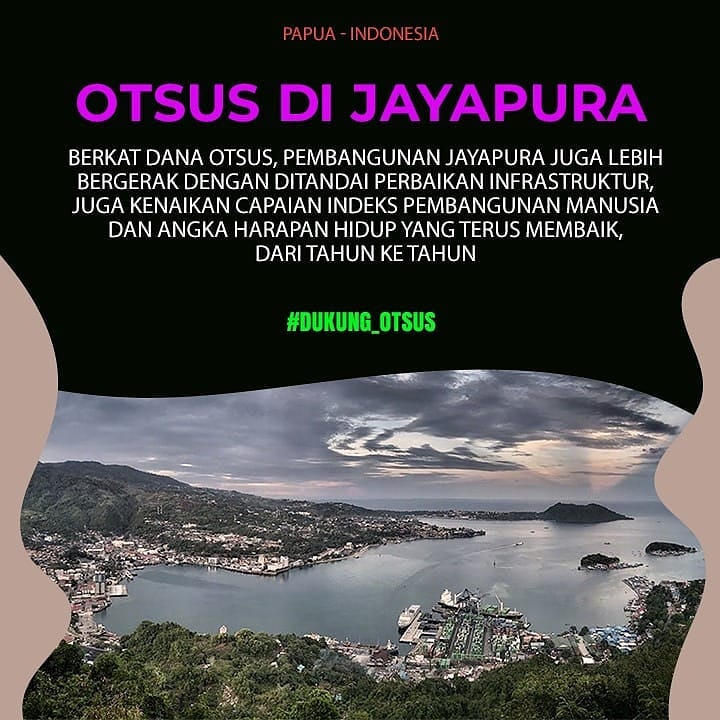 PAPUA - INDONESIA
OTSUS DI JAYAPURA
BERKAT DANA OTSUS, PEMBANGUNAN JAYAPURA JUGA LEBIH
BERGERAK DENGAN DITANDAI PERBAIKAN INFRASTRUKTUR,
JUGA KENAIKAN CAPAIAN INDEKS PEMBANGUNAN MANUSIA
DAN ANGKA HARAPAN HIDUP YANG TERUS MEMBAIK,
DARI TAHUN KE TAHUN
#DUKUNG_OTSUS